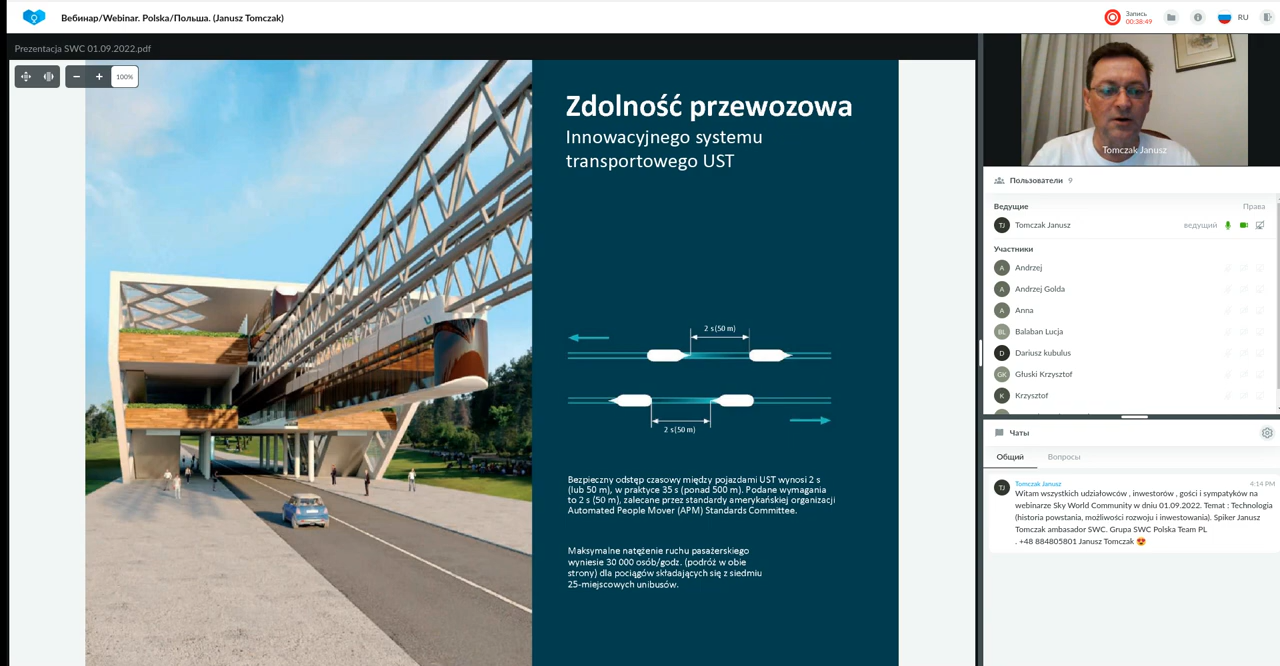 Вебинар/Webinar. Polska/Польша. (Janusz Tomczak)
Запись
00:38:49
RU
Prezentacja SWC 01.09.2022.pdf
100%
Zdolność przewozowa
Innowacyjnego systemu
transportowego UST
2 s (50 m)
2 s (50 m)
Bezpieczny odstęp czasowy między pojazdami UST wynosi 2 s
(lub 50 m), w praktyce 35 s (ponad 500 m). Podane wymagania
to 2 s (50 m), zalecane przez standardy amerykańskiej organizacji
Automated People Mover (APM) Standards Committee.
Maksymalne natężenie ruchu pasażerskiego
wyniesie 30 000 osób/godz. (podróż w obie
strony) dla pociągów składających się z siedmiu
25-miejscowych unibusów.
Tomczak Janusz
Пользователи 9
Ведущие Права
TJ Tomczak Janusz ведущий
Участники
A Andrzej
A Andrzej Golda
A Anna
BL Balaban Lucja
D Dariusz kubulus
GK Głuski Krzysztof
K Krzysztof
Чаты
Общий Вопросы
TJ Tomczak Janusz 4:14 PM
Witam wszystkich udziałowców , inwestorów , gości i sympatyków na
webinarze Sky World Community w dniu 01.09.2022. Temat : Technologia
(historia powstania, możliwości rozwoju i inwestowania). Spiker Janusz
Tomczak ambasador SWC. Grupa SWC Polska Team PL
. +48 884805801 Janusz Tomczak 😍